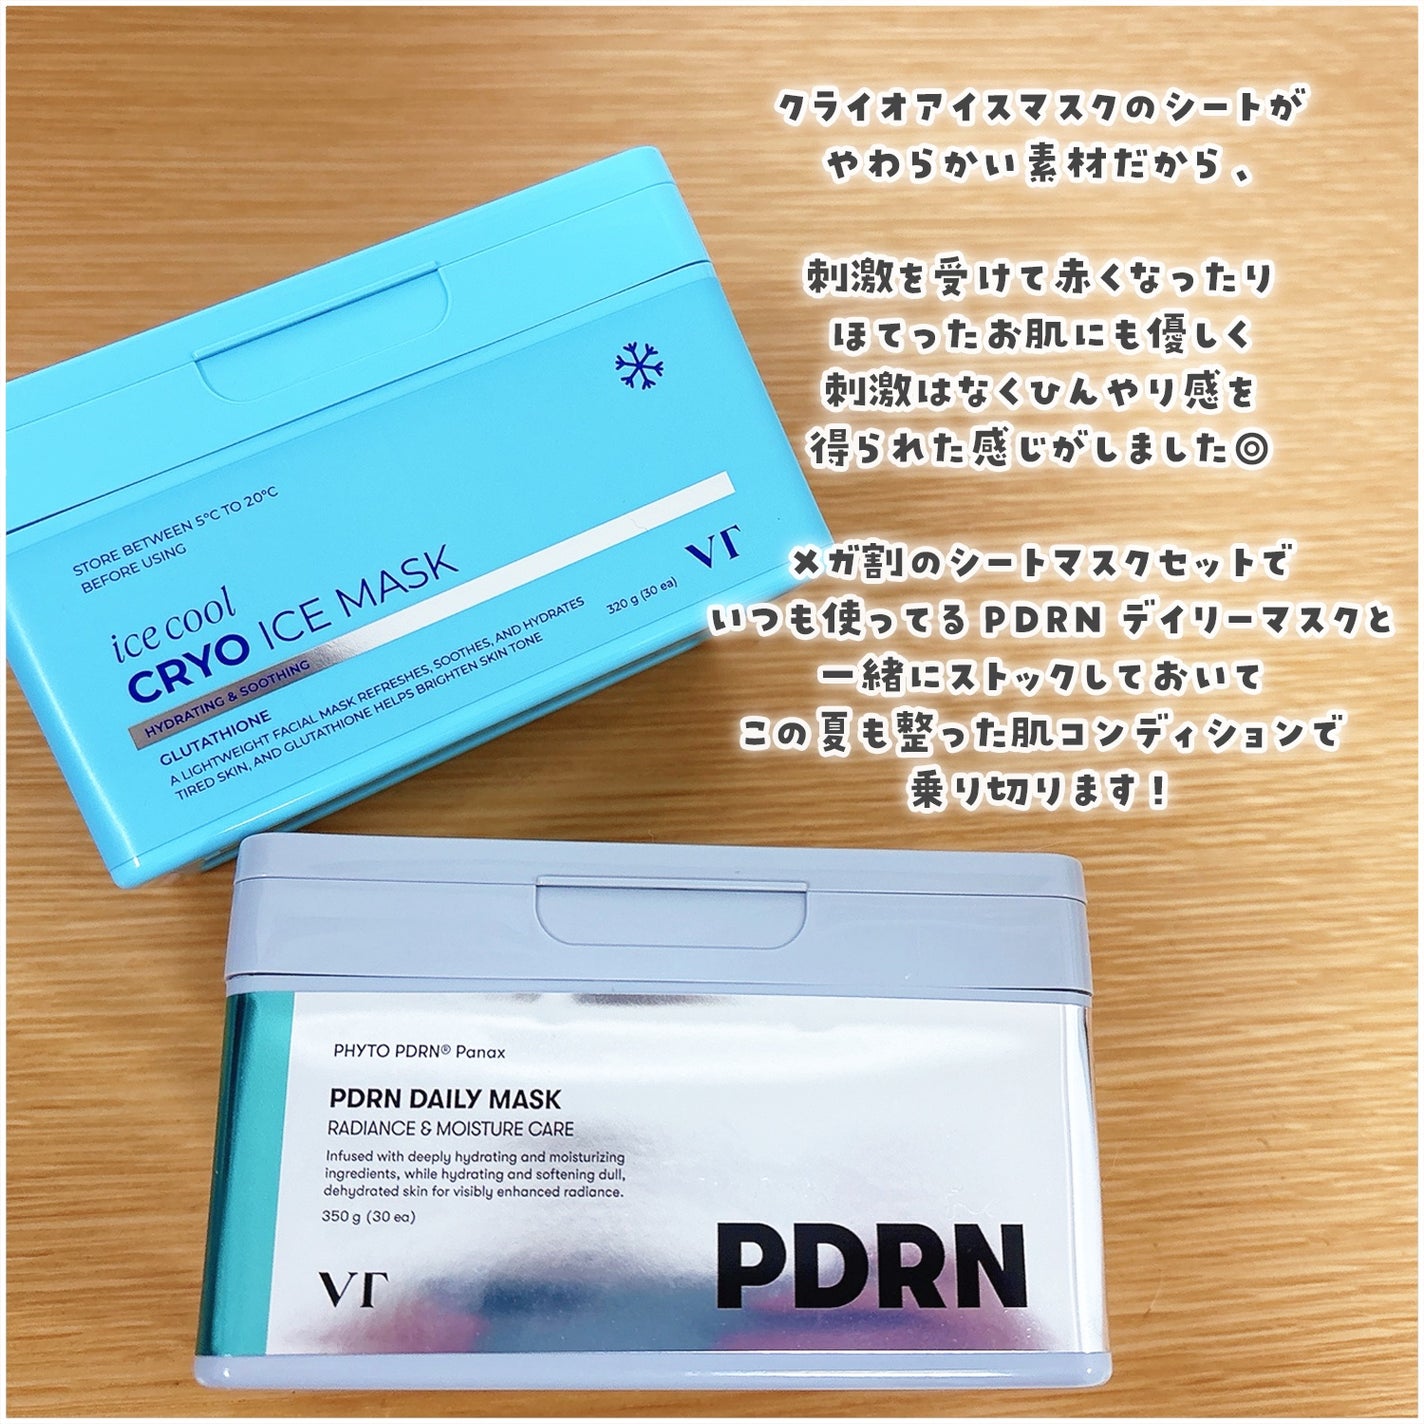 クライオアイスマスクのシートが
やわらかい素材だから、
刺激を受けて赤くなったり
ほてったお肌にも優しく
刺激はなくひんやり感を
得られた感じがしました◎
メガ割のシートマスクセットで
いつも使ってるPDRN デイリーマスクと
一緒にストックしておいて
この夏も整った肌コンディションで
乗り切ります!
STORE BETWEEN 5°C TO 20°C
BEFORE USING
ice cool
CRYO ICE MASK
HYDRATING & SOOTHING
GLUTATHIONE
A LIGHTWEIGHT FACIAL MASK REFRESHES, SOOTHES, AND HYDRATES
TIRED SKIN, AND GLUTATHIONE HELPS BRIGHTEN SKIN TONE
320 g (30 ea)
VT
PHYTO PDRN® Panax
PDRN DAILY MASK
RADIANCE & MOISTURE CARE
Infused with deeply hydrating and moisturizing
ingredients, while hydrating and softening dull,
dehydrated skin for visibly enhanced radiance.
350 g (30 ea)
VT
PDRN